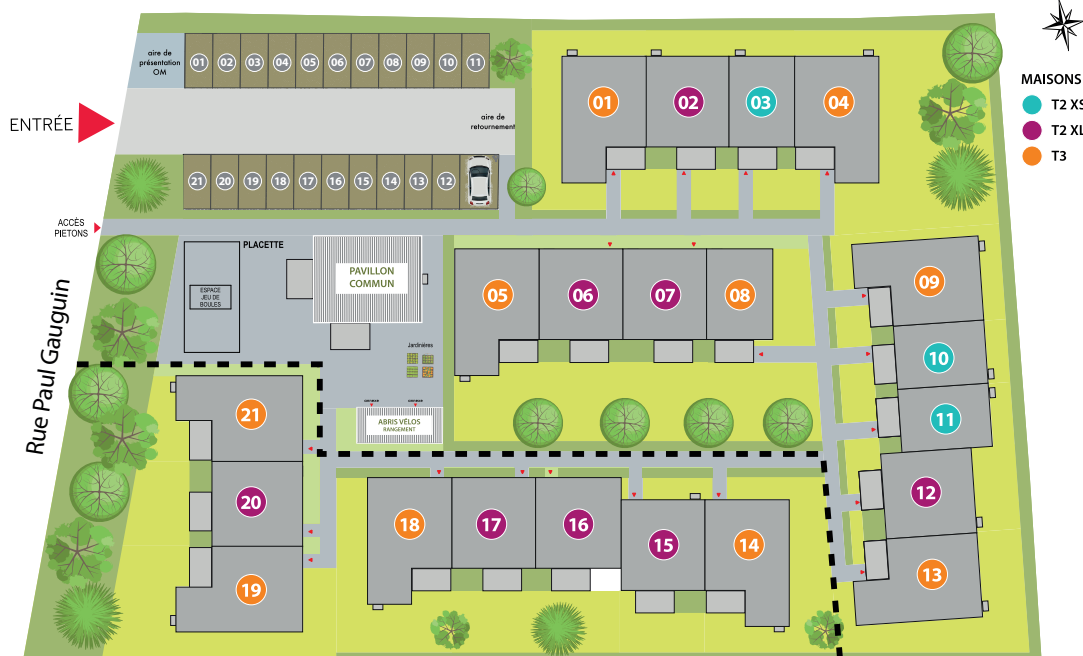 aire de
présentation
OM
01 02 03 04 05 06 07 08 09 10 11
ENTRÉE
aire de
retournement
21 20 19 18 17 16 15 14 13 12
ACCÈS
PIETONS
Rue Paul Gauguin
PLACETTE
ESPACE
JEU DE
BOULES
PAVILLON
COMMUN
Jardinières
ABRIS VÉLOS
RANGEMENT
01 02 03 04
05 06 07 08
09
10
11
12
13
21
20
19
18 17 16 15 14
MAISONS
T2 XS
T2 XL
T3